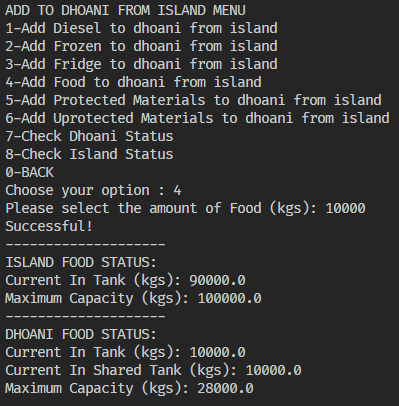 ADD TO DHOANI FROM ISLAND MENU
1-Add Diesel to dhoani from island
2-Add Frozen to dhoani from island
3-Add Fridge to dhoani from island
4-Add Food to dhoani from island
5-Add Protected Materials to dhoani from island
6-Add Uprotected Materials to dhoani from island
7-Check Dhoani Status
8-Check Island Status
0-BACK
Choose your option : 4
Please select the amount of Food (kgs): 10000
Successful!
--------------------
ISLAND FOOD STATUS:
Current In Tank (kgs): 90000.0
Maximum Capacity (kgs): 100000.0
--------------------
DHOANI FOOD STATUS:
Current In Tank (kgs): 10000.0
Current In Shared Tank (kgs): 10000.0
Maximum Capacity (kgs): 28000.0